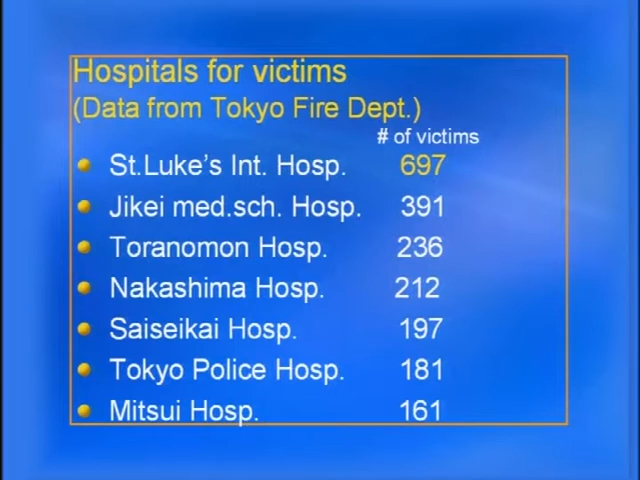 Hospitals for victims
(Data from Tokyo Fire Dept.)
# of victims
St.Luke's Int. Hosp. 697
Jikei med.sch. Hosp. 391
Toranomon Hosp. 236
Nakashima Hosp. 212
Saiseikai Hosp. 197
Tokyo Police Hosp. 181
Mitsui Hosp. 161